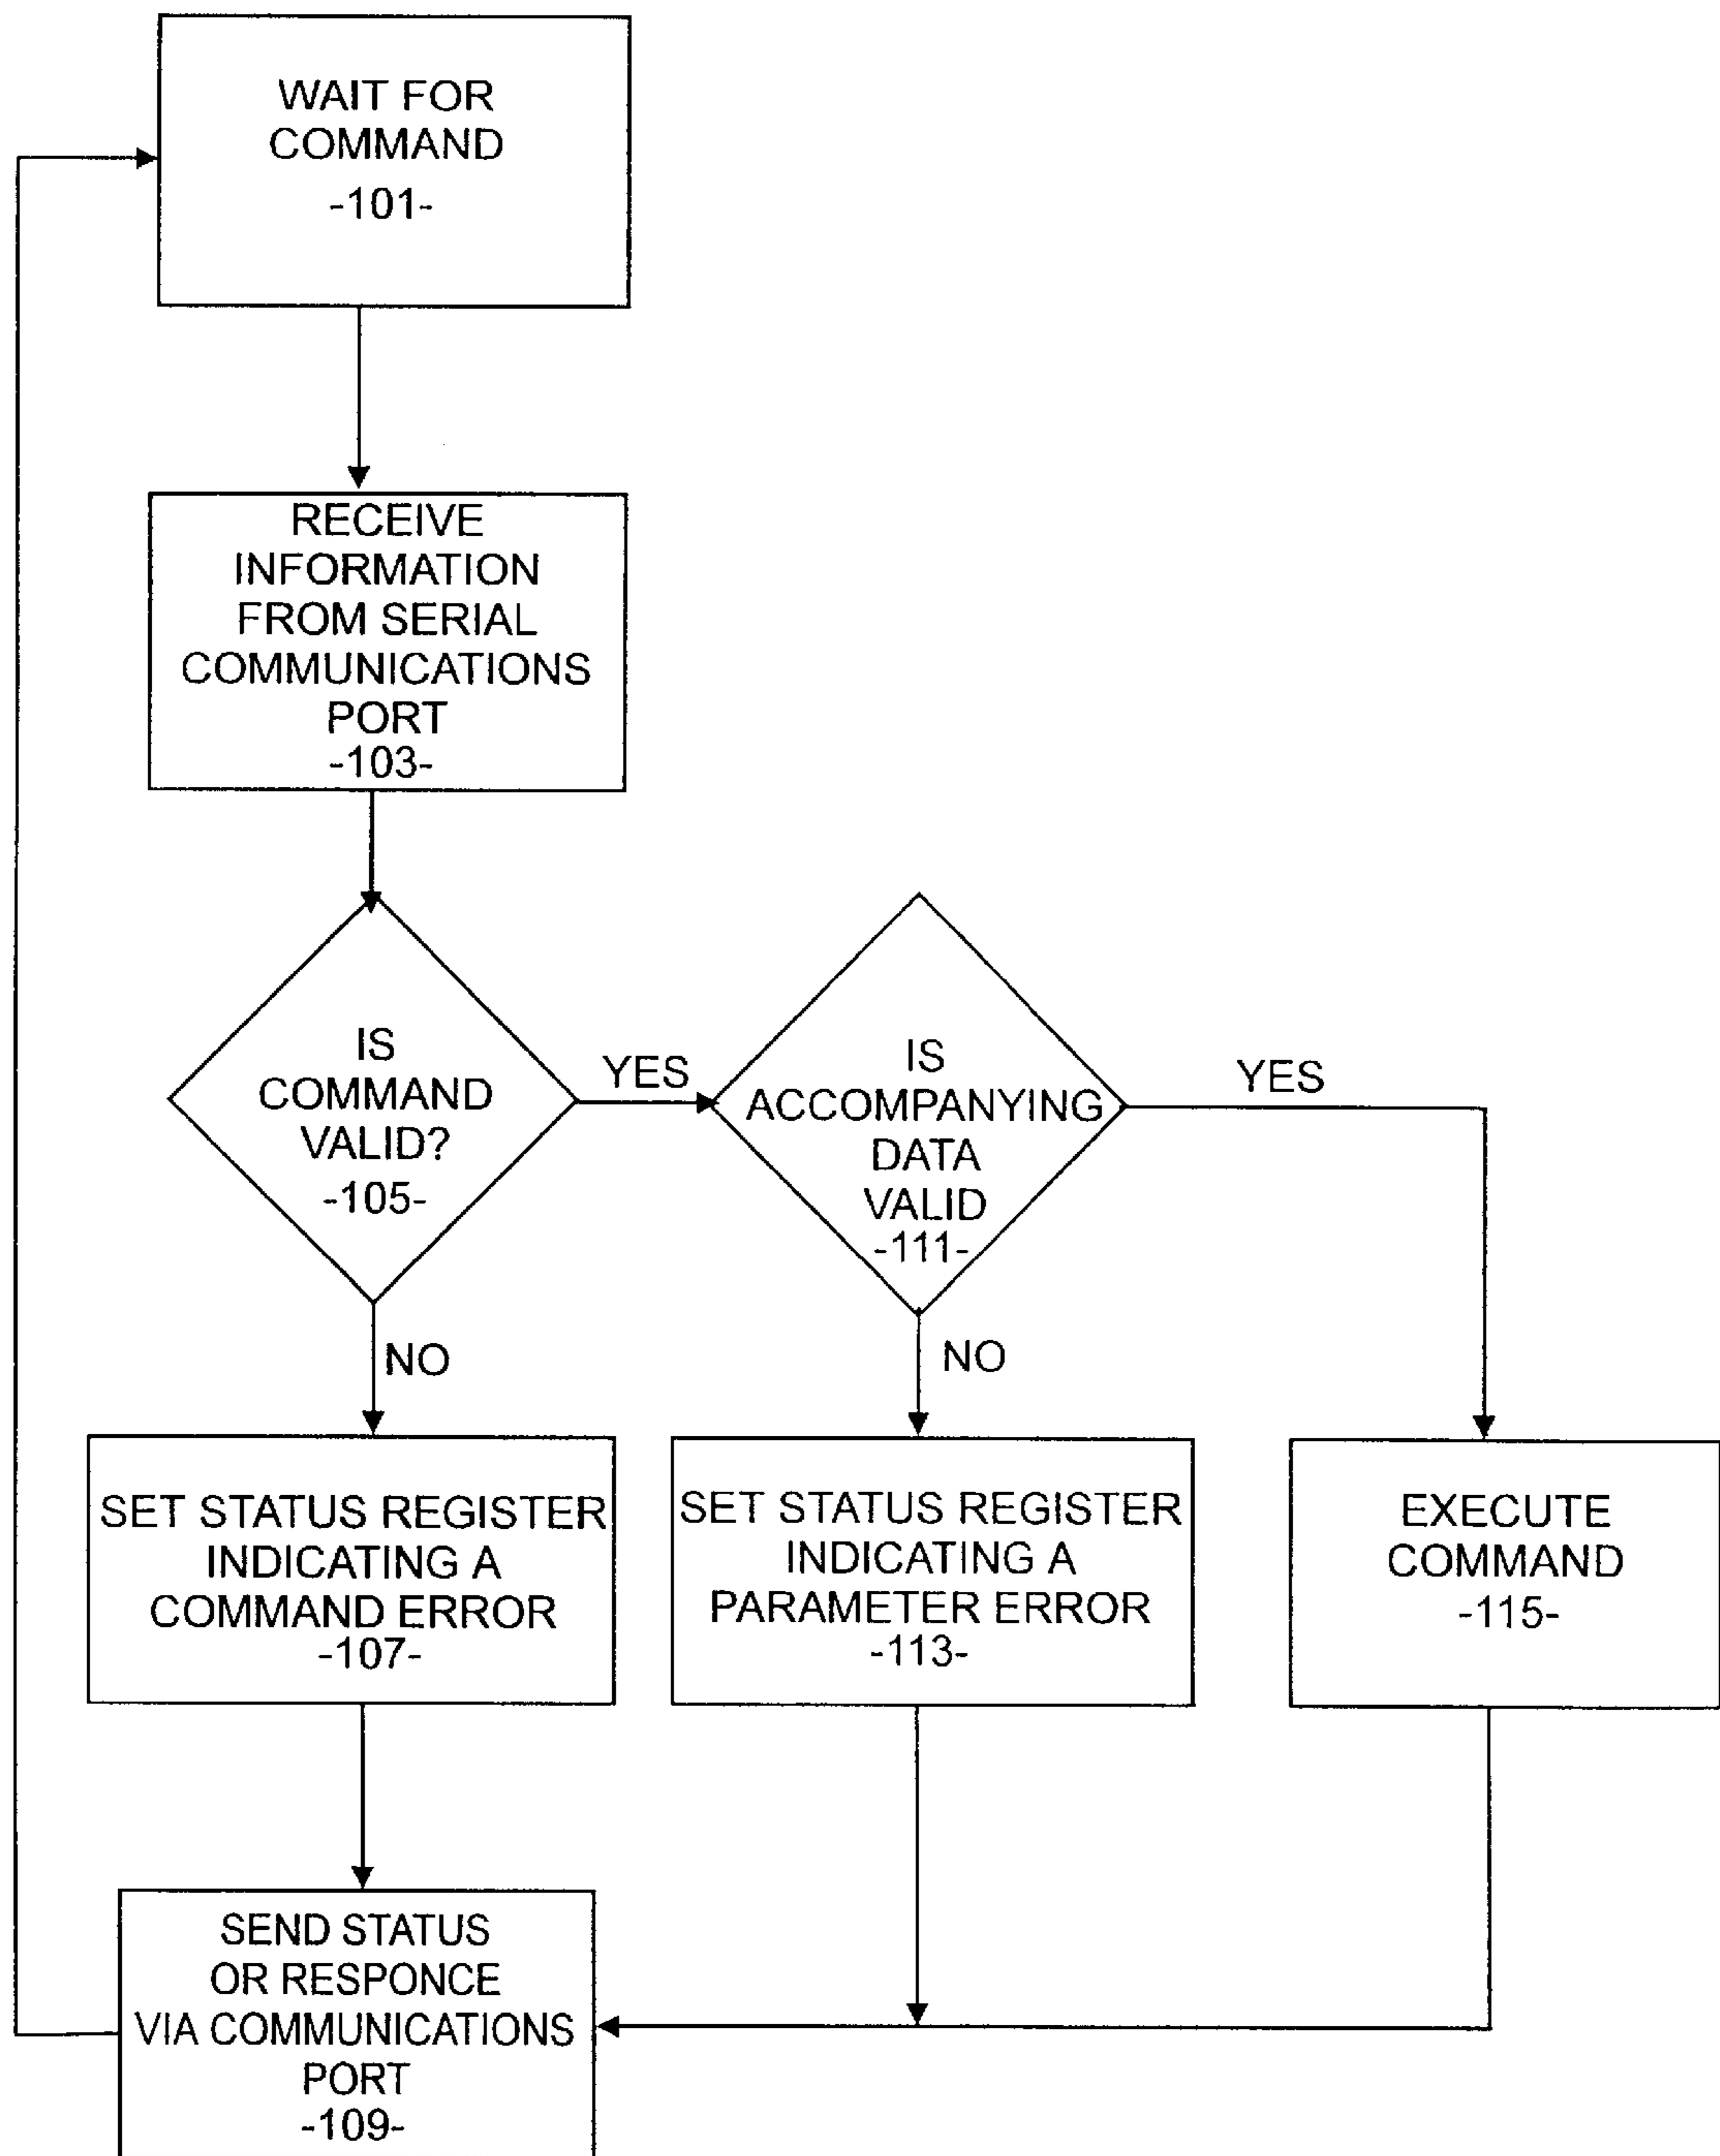 WAIT FOR
COMMAND
-101-
RECEIVE
INFORMATION
FROM SERIAL
COMMUNICATIONS
PORT
-103-
IS
COMMAND
VALID?
-105-
YES
IS
ACCOMPANYING
DATA
VALID
-111-
YES
NO
NO
SET STATUS REGISTER
INDICATING A
COMMAND ERROR
-107-
SET STATUS REGISTER
INDICATING A
PARAMETER ERROR
-113-
EXECUTE
COMMAND
-115-
SEND STATUS
OR RESPONCE
VIA COMMUNICATIONS
PORT
-109-